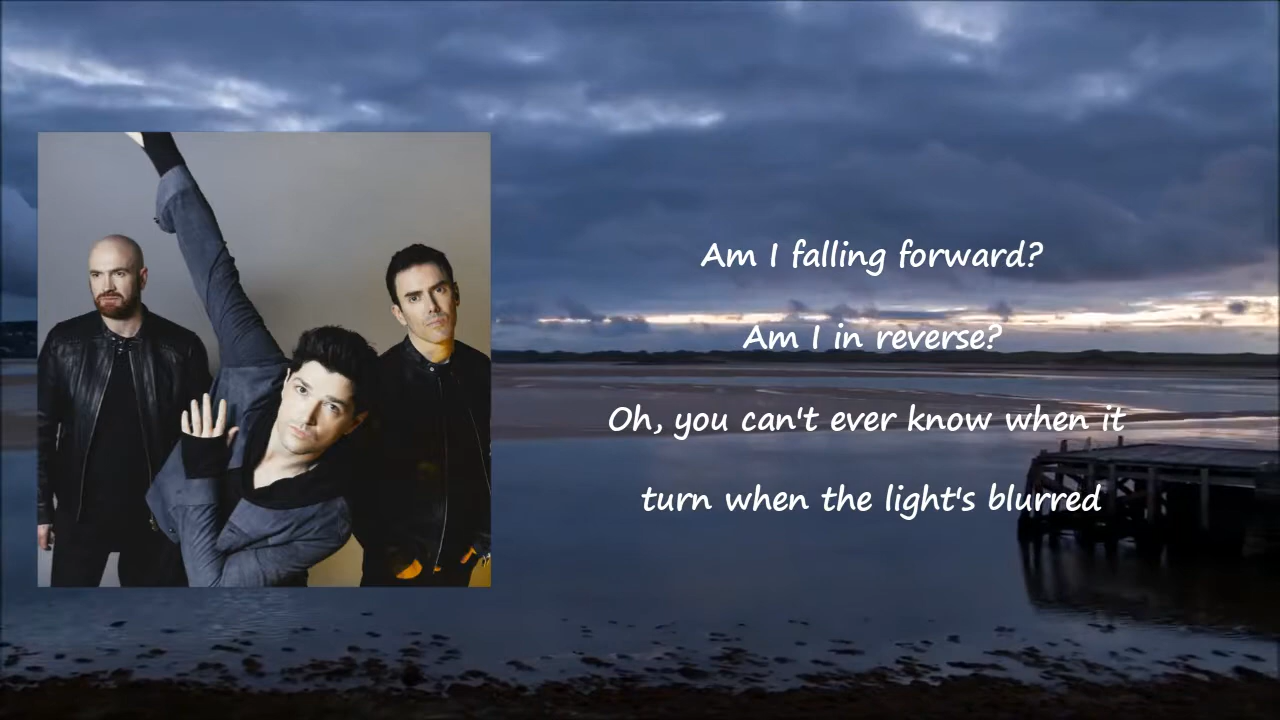 Am I falling forward?
Am I in reverse?
Oh, you can't ever know when it
turn when the light's blurred